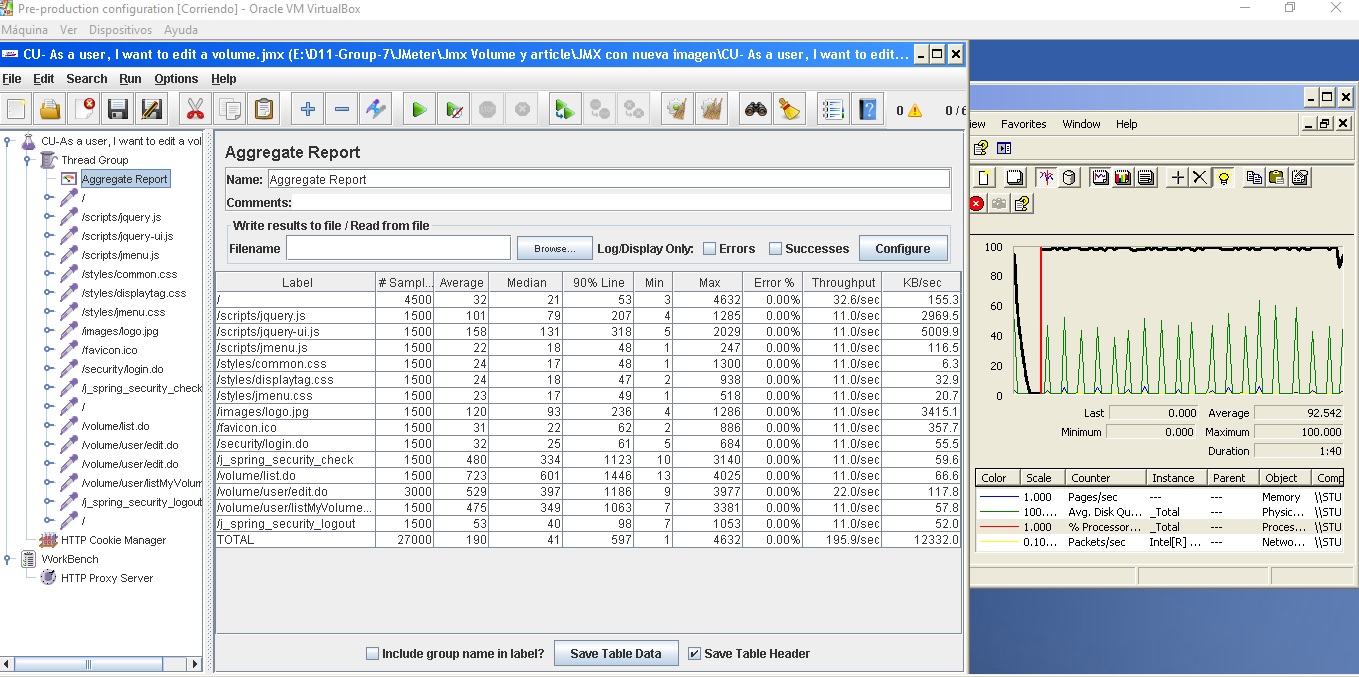 Pre-production configuration [Corriendo] - Oracle VM VirtualBox
Máquina Ver Dispositivos Ayuda
CU- As a user, I want to edit a volume.jmx (E:\D11-Group-7\JMeter\Jmx Volume y article\JMX con nueva imagen\CU- As a user, I want to edit...
File Edit Search Run Options Help
0 0 / 6
CU-As a user, I want to edit a vol
Thread Group
Aggregate Report
/
/scripts/jquery.js
/scripts/jquery-ui.js
/scripts/jmenu.js
/styles/common.css
/styles/displaytag.css
/styles/jmenu.css
/images/logo.jpg
/favicon.ico
/security/login.do
/j_spring_security_check
/
/volume/list.do
/volume/user/edit.do
/volume/user/edit.do
/volume/user/listMyVolum
/j_spring_security_logout
/
HTTP Cookie Manager
WorkBench
HTTP Proxy Server
Aggregate Report
Name: Aggregate Report
Comments:
Write results to file / Read from file
Filename Browse... Log/Display Only: Errors Successes Configure
Label # Sampl... Average Median 90% Line Min Max Error % Throughput KB/sec
/ 4500 32 21 53 3 4632 0.00% 32.6/sec 155.3
/scripts/jquery.js 1500 101 79 207 4 1285 0.00% 11.0/sec 2969.5
/scripts/jquery-ui.js 1500 158 131 318 5 2029 0.00% 11.0/sec 5009.9
/scripts/jmenu.js 1500 22 18 48 1 247 0.00% 11.0/sec 116.5
/styles/common.css 1500 24 17 48 1 1300 0.00% 11.0/sec 6.3
/styles/displaytag.css 1500 24 18 47 2 938 0.00% 11.0/sec 32.9
/styles/jmenu.css 1500 23 17 49 1 518 0.00% 11.0/sec 20.7
/images/logo.jpg 1500 120 93 236 4 1286 0.00% 11.0/sec 3415.1
/favicon.ico 1500 31 22 62 2 886 0.00% 11.0/sec 357.7
/security/login.do 1500 32 25 61 5 684 0.00% 11.0/sec 55.5
/j_spring_security_check 1500 480 334 1123 10 3140 0.00% 11.0/sec 59.6
/volume/list.do 1500 723 601 1446 13 4025 0.00% 11.0/sec 66.6
/volume/user/edit.do 3000 529 397 1186 9 3977 0.00% 22.0/sec 117.8
/volume/user/listMyVolume... 1500 475 349 1063 7 3381 0.00% 11.0/sec 57.8
/j_spring_security_logout 1500 53 40 98 7 1053 0.00% 11.0/sec 52.0
TOTAL 27000 190 41 597 1 4632 0.00% 195.9/sec 12332.0
Include group name in label? Save Table Data Save Table Header
iew Favorites Window Help
100
80
60
40
20
0
Last 0.000 Average 92.542
Minimum 0.000 Maximum 100.000
Duration 1:40
Color Scale Counter Instance Parent Object Comp
1.000 Pages/sec --- --- Memory \\STU
100.... Avg. Disk Qu... _Total --- Physic... \\STU
1.000 % Processor... _Total --- Proces... \\STU
0.10... Packets/sec Intel[R] ... --- Netwo... \\STU